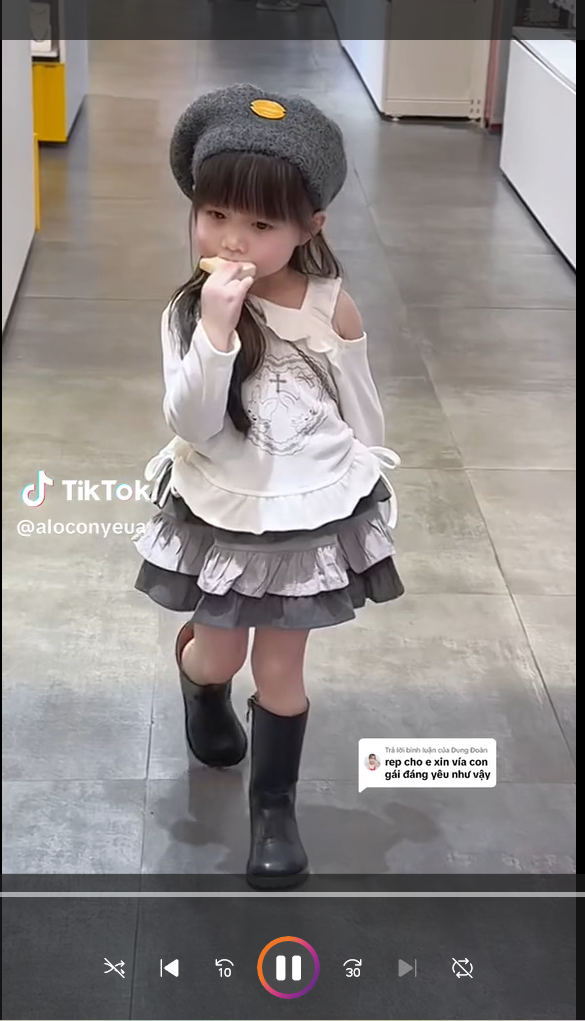 TikTok
@aloconyeua
Trả lời bình luận của Dung Đoàn
rep cho e xin vía con
gái đáng yêu như vậy
10
30